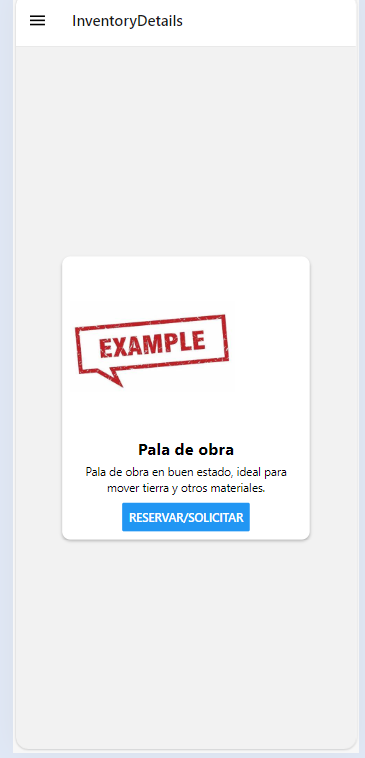 InventoryDetails
EXAMPLE
Pala de obra
Pala de obra en buen estado, ideal para
mover tierra y otros materiales.
RESERVAR/SOLICITAR